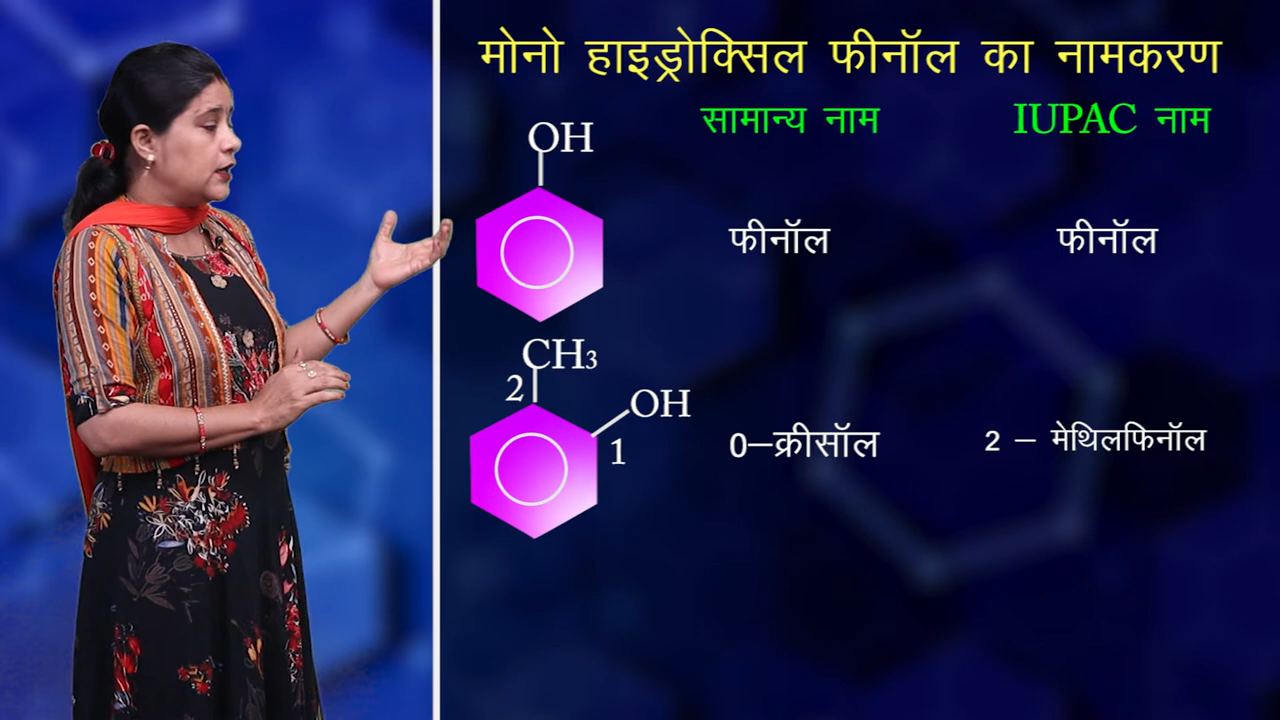 मोनो हाइड्रोक्सिल फीनॉल का नामकरण
सामान्य नाम IUPAC नाम
OH
फीनॉल फीनॉल
CH₃
2
OH
1
0–क्रीसॉल 2 – मेथिलफिनॉल